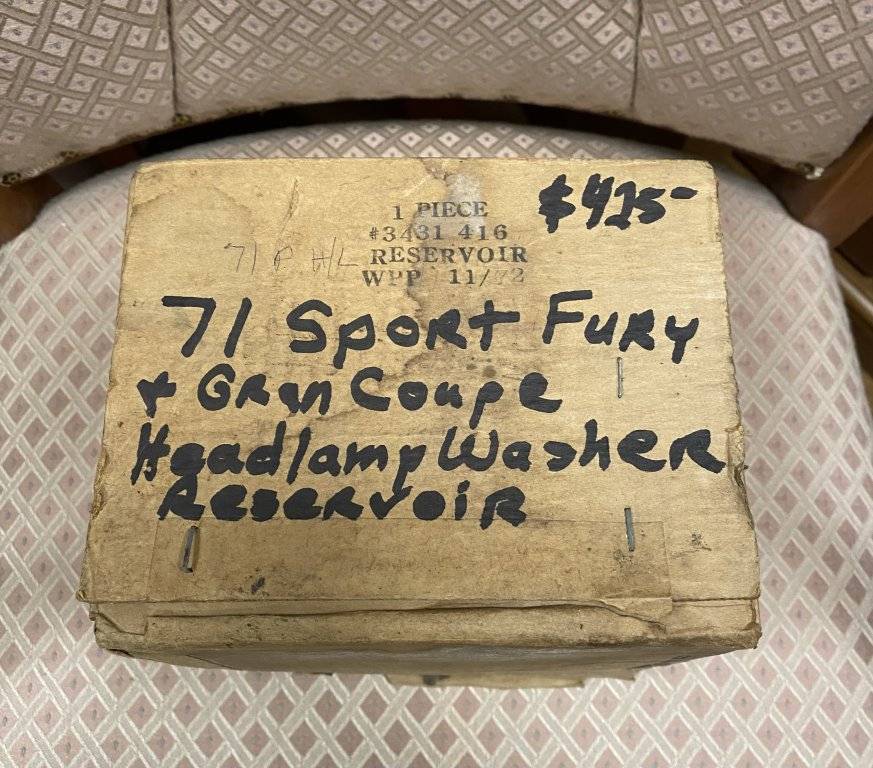 1 PIECE
$425-
#3431 416
71 P H/L RESERVOIR
WPP 11/72
71 SPORT FURY
+ GRAN Coupe
Headlamp Washer
Reservoir